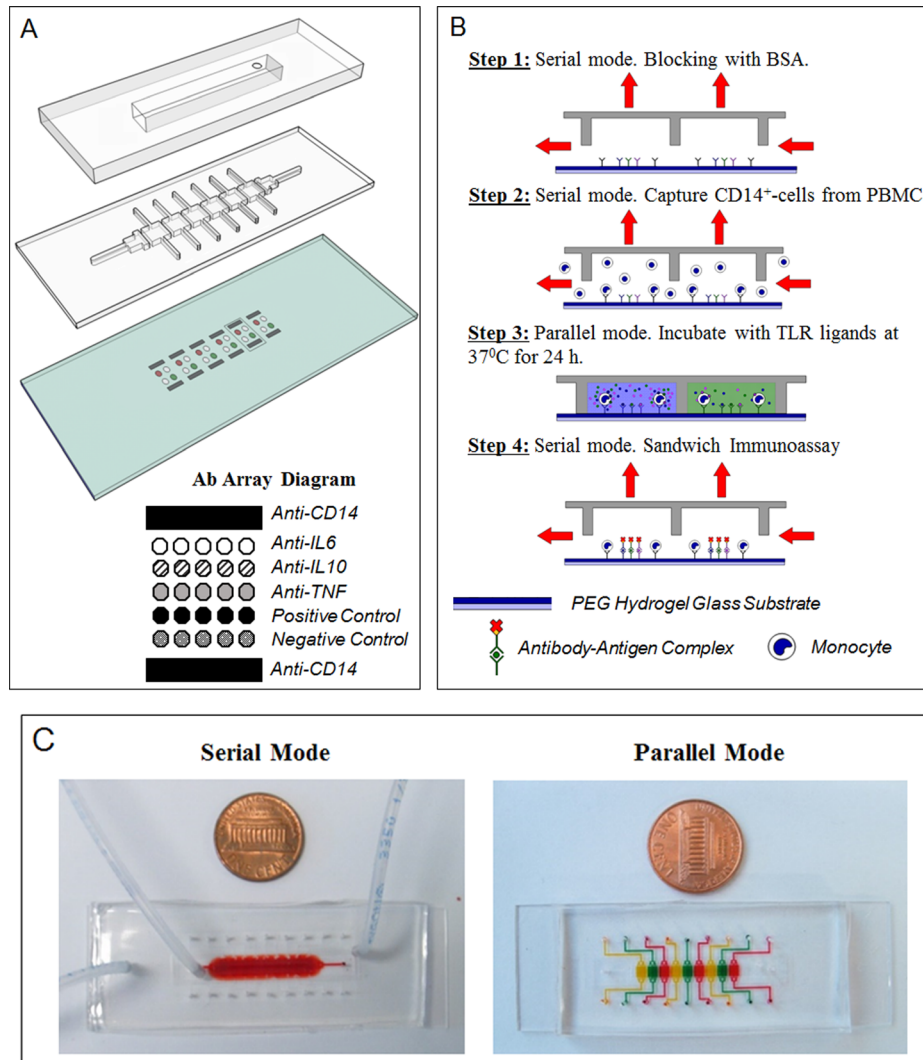 A
Ab Array Diagram
Anti-CD14
Anti-IL6
Anti-IL10
Anti-TNF
Positive Control
Negative Control
Anti-CD14
B
Step 1: Serial mode. Blocking with BSA.
Step 2: Serial mode. Capture CD14⁺-cells from PBMC
Step 3: Parallel mode. Incubate with TLR ligands at
37⁰C for 24 h.
Step 4: Serial mode. Sandwich Immunoassay
PEG Hydrogel Glass Substrate
Antibody-Antigen Complex
Monocyte
C
Serial Mode
Parallel Mode
ONE CENT